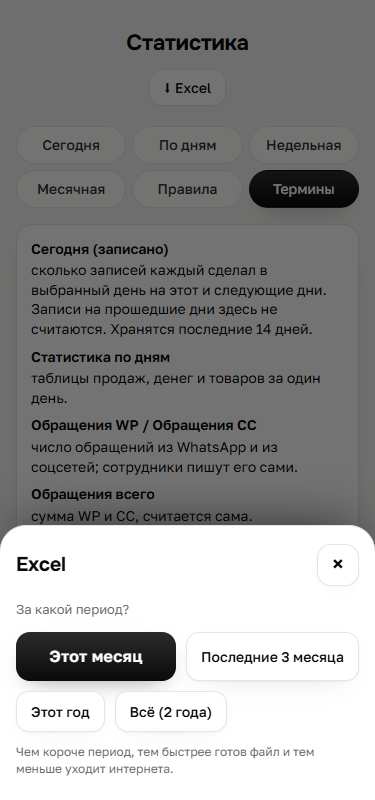 Статистика
⬇ Excel
Сегодня
По дням
Недельная
Месячная
Правила
Термины
Сегодня (записано)
сколько записей каждый сделал в
выбранный день на этот и следующие дни.
Записи на прошедшие дни здесь не
считаются. Хранятся последние 14 дней.
Статистика по дням
таблицы продаж, денег и товаров за один
день.
Обращения WP / Обращения СС
число обращений из WhatsApp и из
соцсетей; сотрудники пишут его сами.
Обращения всего
сумма WP и СС, считается сама.
Excel
×
За какой период?
Этот месяц
Последние 3 месяца
Этот год
Всё (2 года)
Чем короче период, тем быстрее готов файл и тем
меньше уходит интернета.